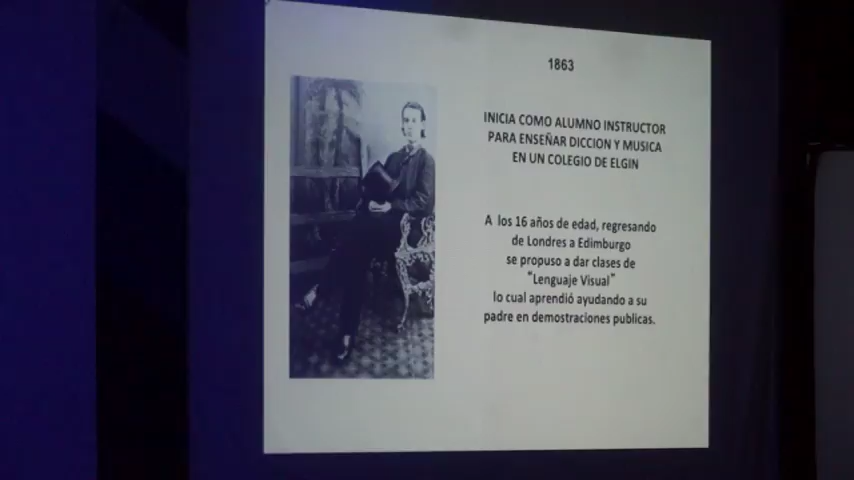 1863
INICIA COMO ALUMNO INSTRUCTOR
PARA ENSEÑAR DICCION Y MUSICA
EN UN COLEGIO DE ELGIN
A los 16 años de edad, regresando
de Londres a Edimburgo
se propuso a dar clases de
"Lenguaje Visual"
lo cual aprendió ayudando a su
padre en demostraciones publicas.